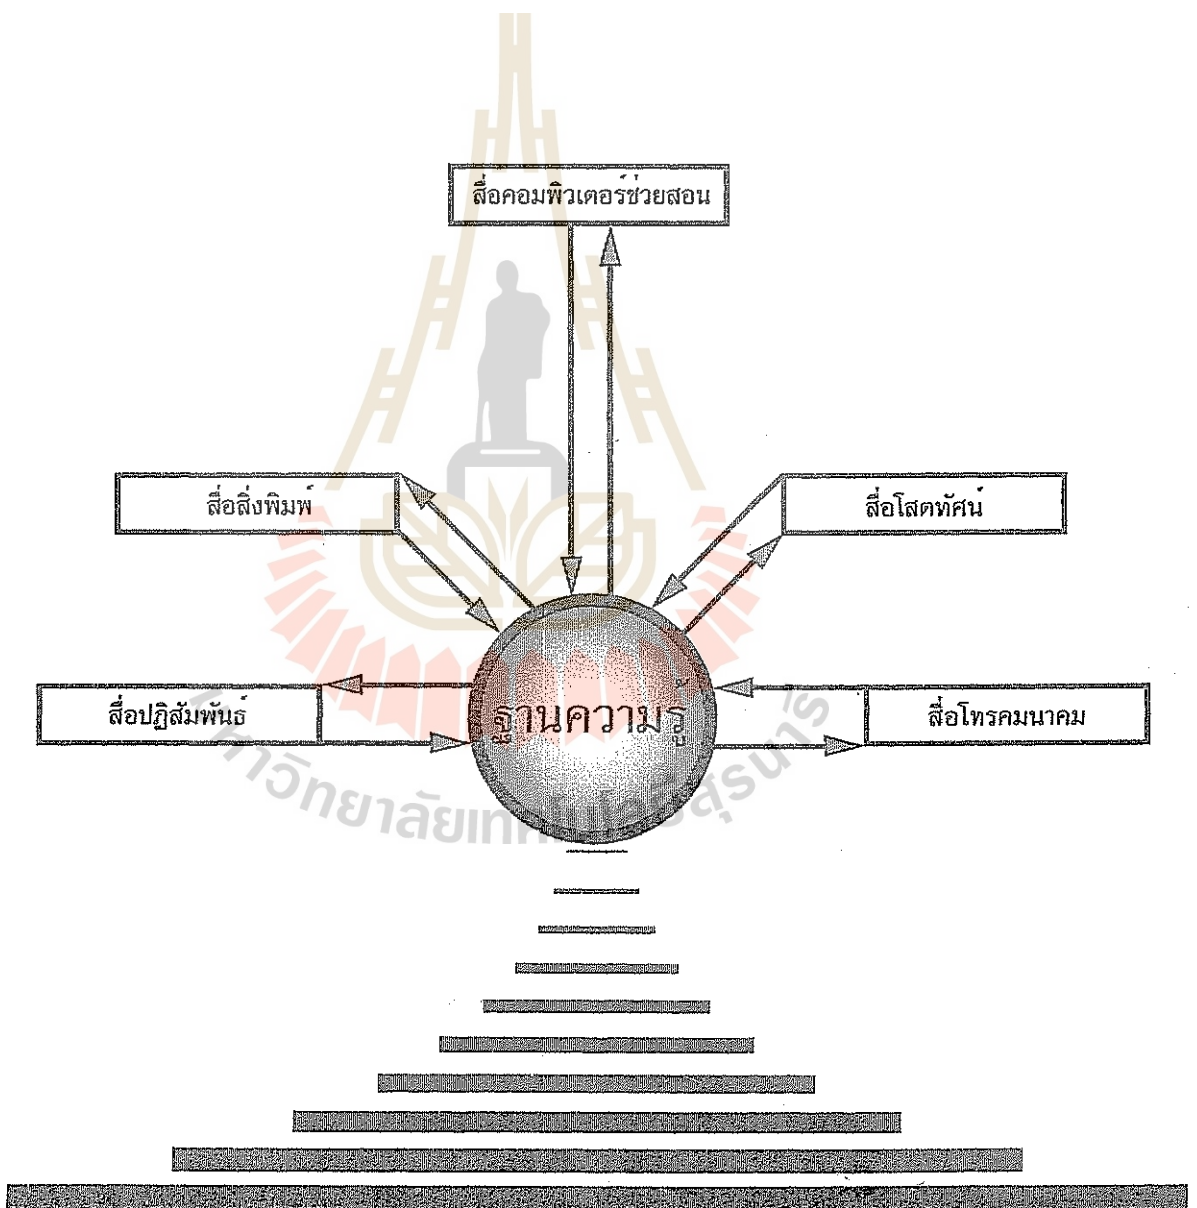 สื่อคอมพิวเตอร์ช่วยสอน
สื่อสิ่งพิมพ์
สื่อโสตทัศน์
สื่อปฏิสัมพันธ์
ฐานความรู้
สื่อโทรคมนาคม